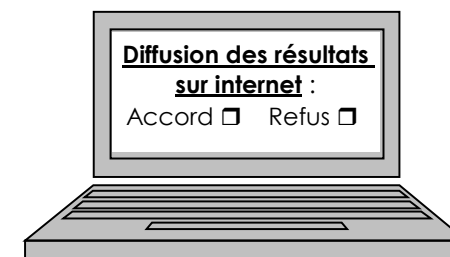 Diffusion des résultats
sur internet :
Accord ❒ Refus ❒